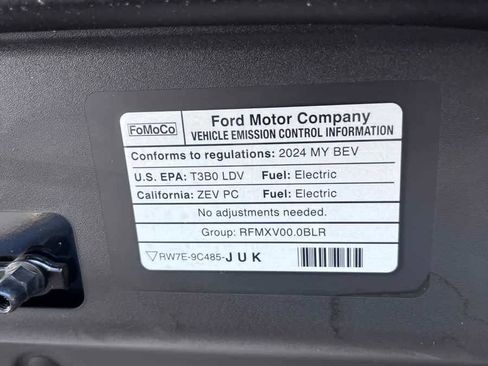 FoMoCo
Ford Motor Company
VEHICLE EMISSION CONTROL INFORMATION
Conforms to regulations: 2024 MY BEV
U.S. EPA: T3B0 LDV Fuel: Electric
California: ZEV PC Fuel: Electric
No adjustments needed.
Group: RFMXV00.0BLR
RW7E-9C485-JUK